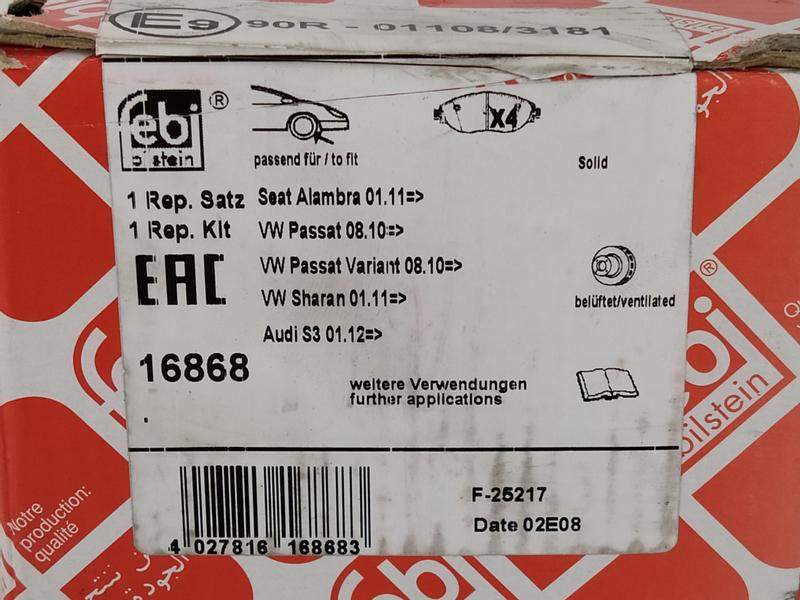 E9 90R - 01108/3181
febi ®
bilstein
passend für / to fit
X4
Solid
1 Rep. Satz
1 Rep. Kit
EAC
16868
Seat Alambra 01.11=>
VW Passat 08.10=>
VW Passat Variant 08.10=>
VW Sharan 01.11=>
Audi S3 01.12=>
belüftet/ventilated
weitere Verwendungen
further applications
4 027816 168683
F-25217
Date 02E08
Notre
production:
qualité
ebi ®
bilstein